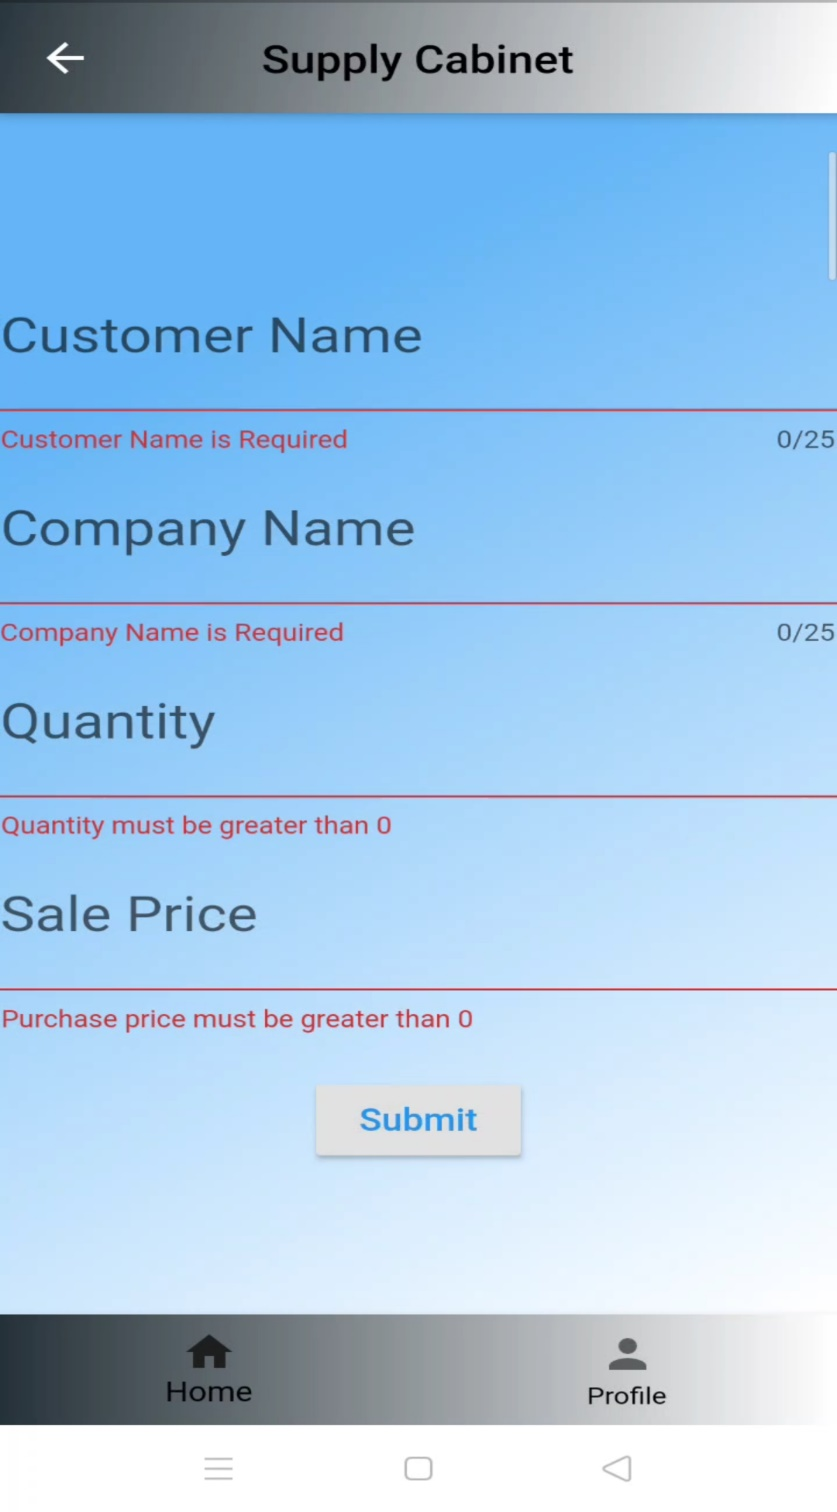 Supply Cabinet
Customer Name
Customer Name is Required 0/25
Company Name
Company Name is Required 0/25
Quantity
Quantity must be greater than 0
Sale Price
Purchase price must be greater than 0
Submit
Home Profile